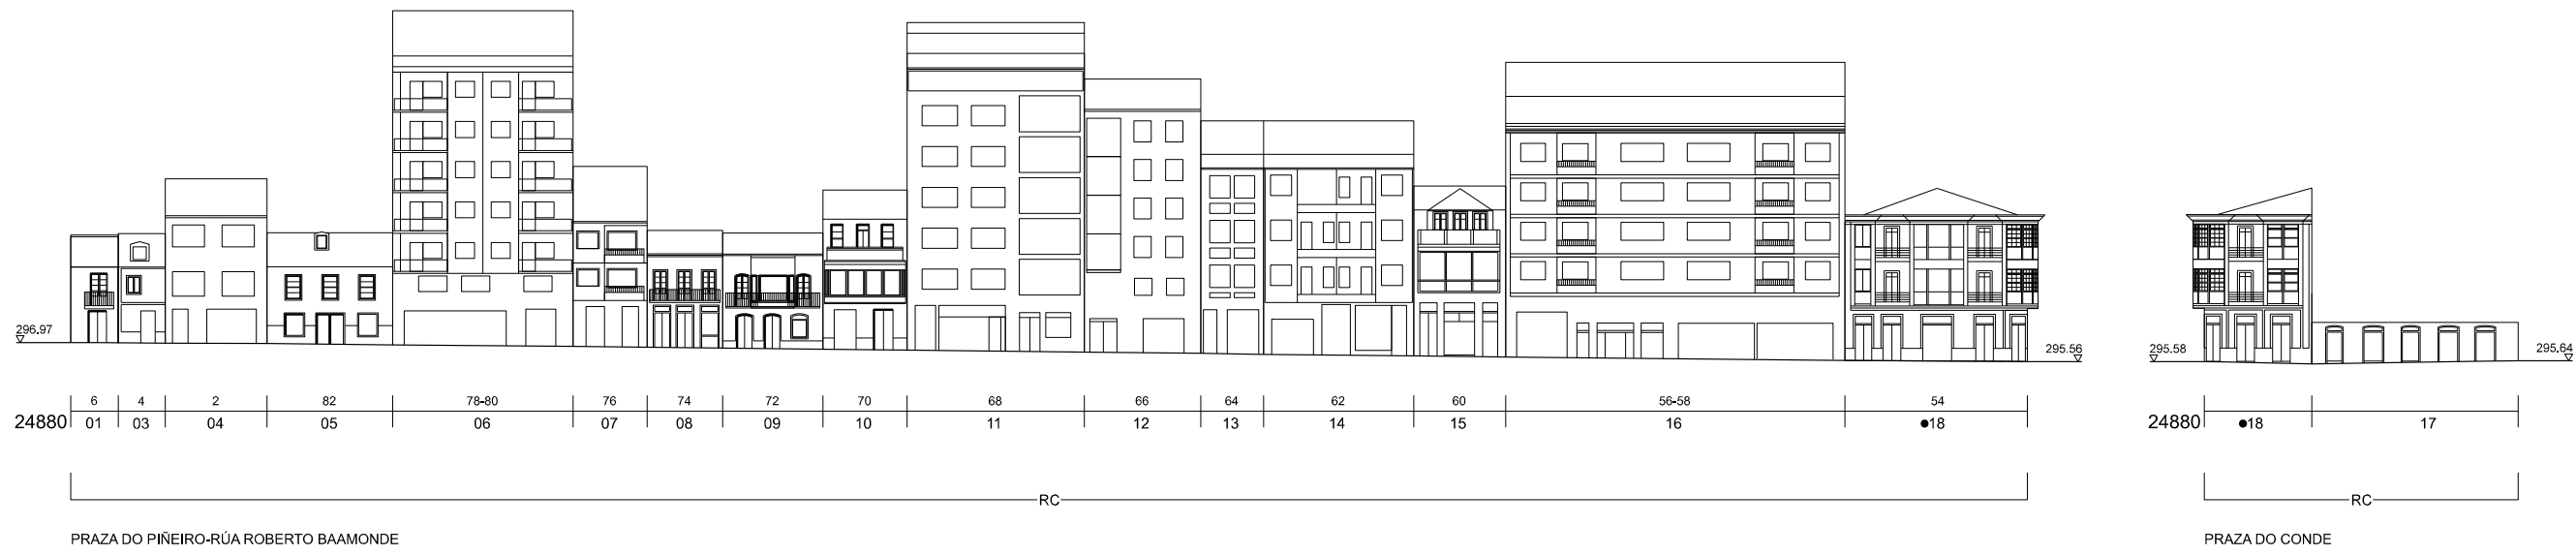 296.97
295.56
295.58
295.64
6 4 2 82 78-80 76 74 72 70 68 66 64 62 60 56-58 54
24880 01 03 04 05 06 07 08 09 10 11 12 13 14 15 16 ●18
24880 ●18 17
RC
RC
PRAZA DO PIÑEIRO-RÚA ROBERTO BAAMONDE
PRAZA DO CONDE